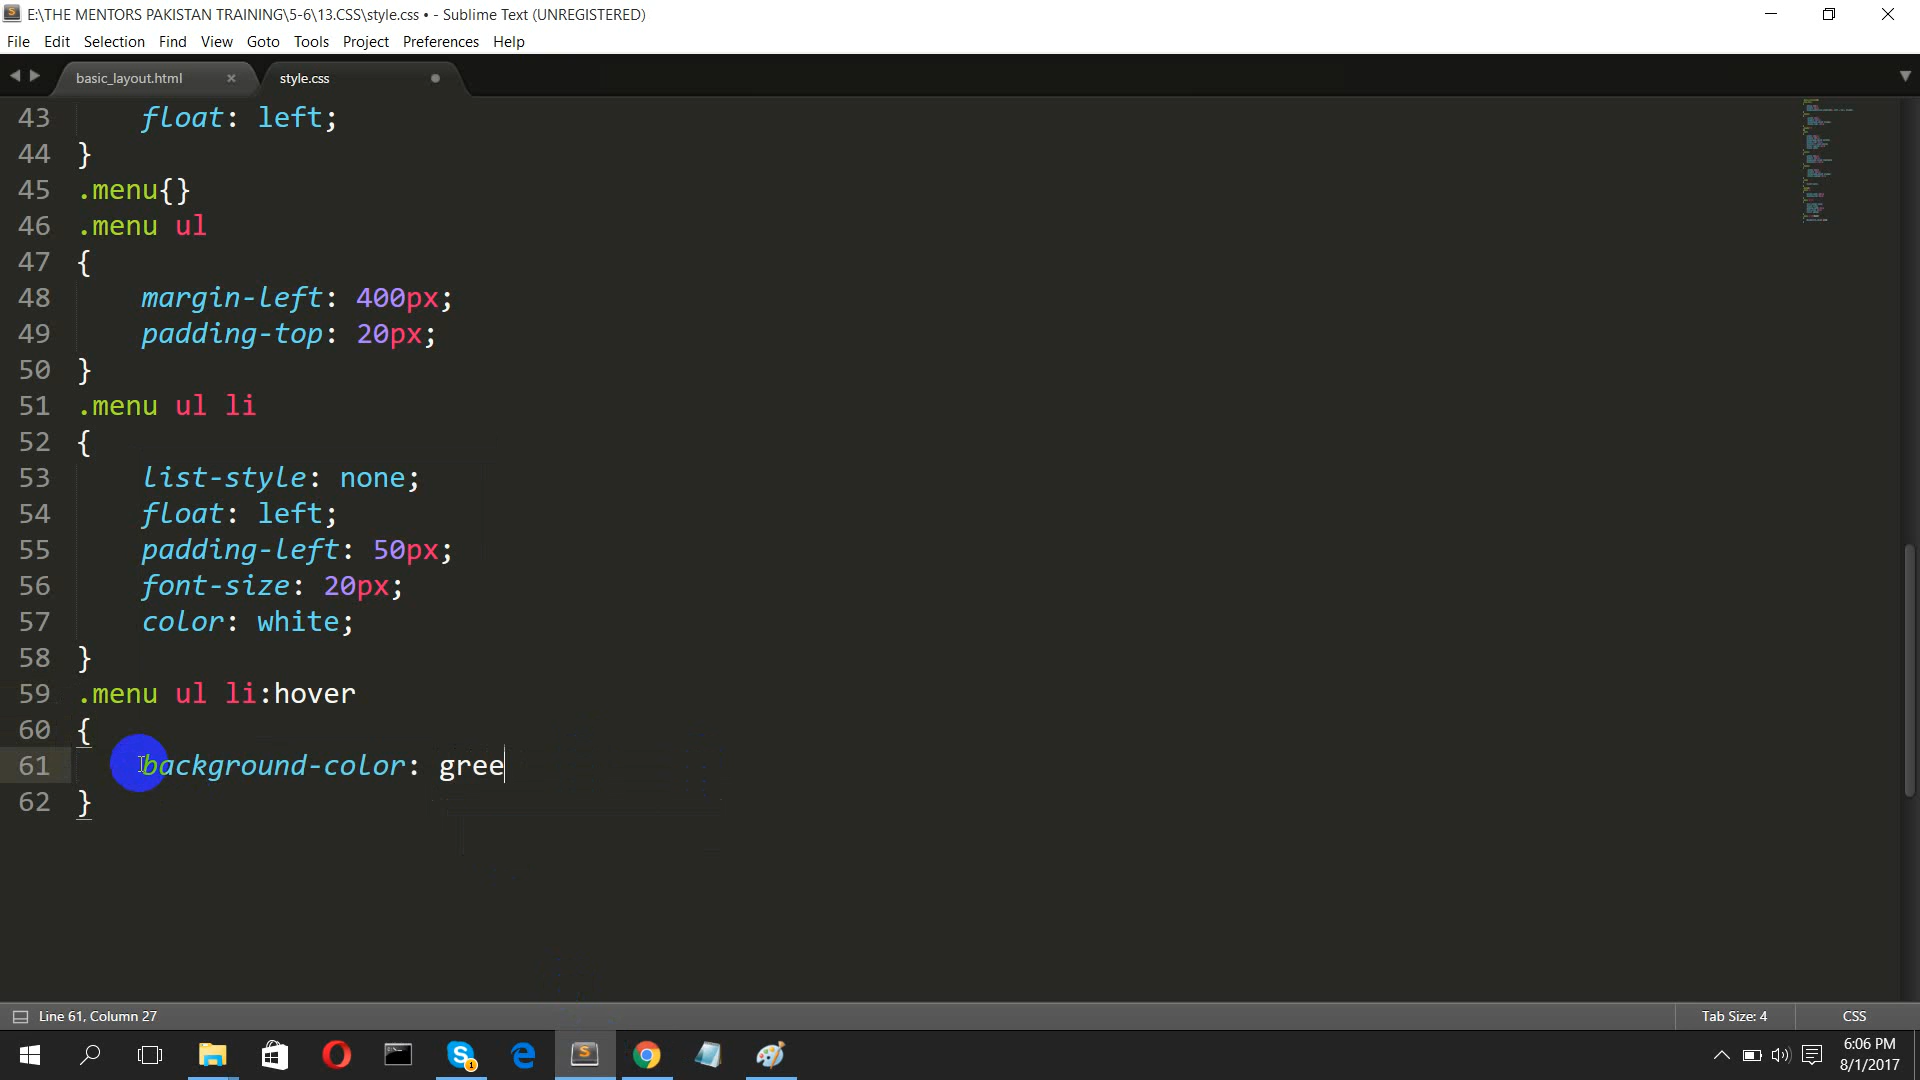 E:\THE MENTORS PAKISTAN TRAINING\5-6\13.CSS\style.css • - Sublime Text (UNREGISTERED)
File Edit Selection Find View Goto Tools Project Preferences Help
basic_layout.html × style.css
43 float: left;
44 }
45 .menu{}
46 .menu ul
47 {
48 margin-left: 400px;
49 padding-top: 20px;
50 }
51 .menu ul li
52 {
53 list-style: none;
54 float: left;
55 padding-left: 50px;
56 font-size: 20px;
57 color: white;
58 }
59 .menu ul li:hover
60 {
61 background-color: gree
62 }
Line 61, Column 27 Tab Size: 4 CSS
6:06 PM
8/1/2017